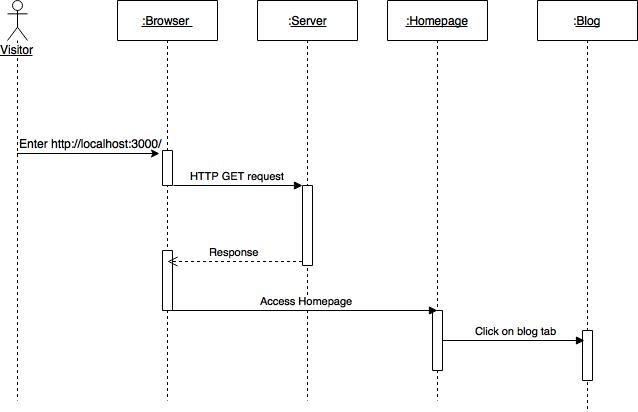 :Browser
:Server
:Homepage
:Blog
Visitor
Enter http://localhost:3000/
HTTP GET request
Response
Access Homepage
Click on blog tab